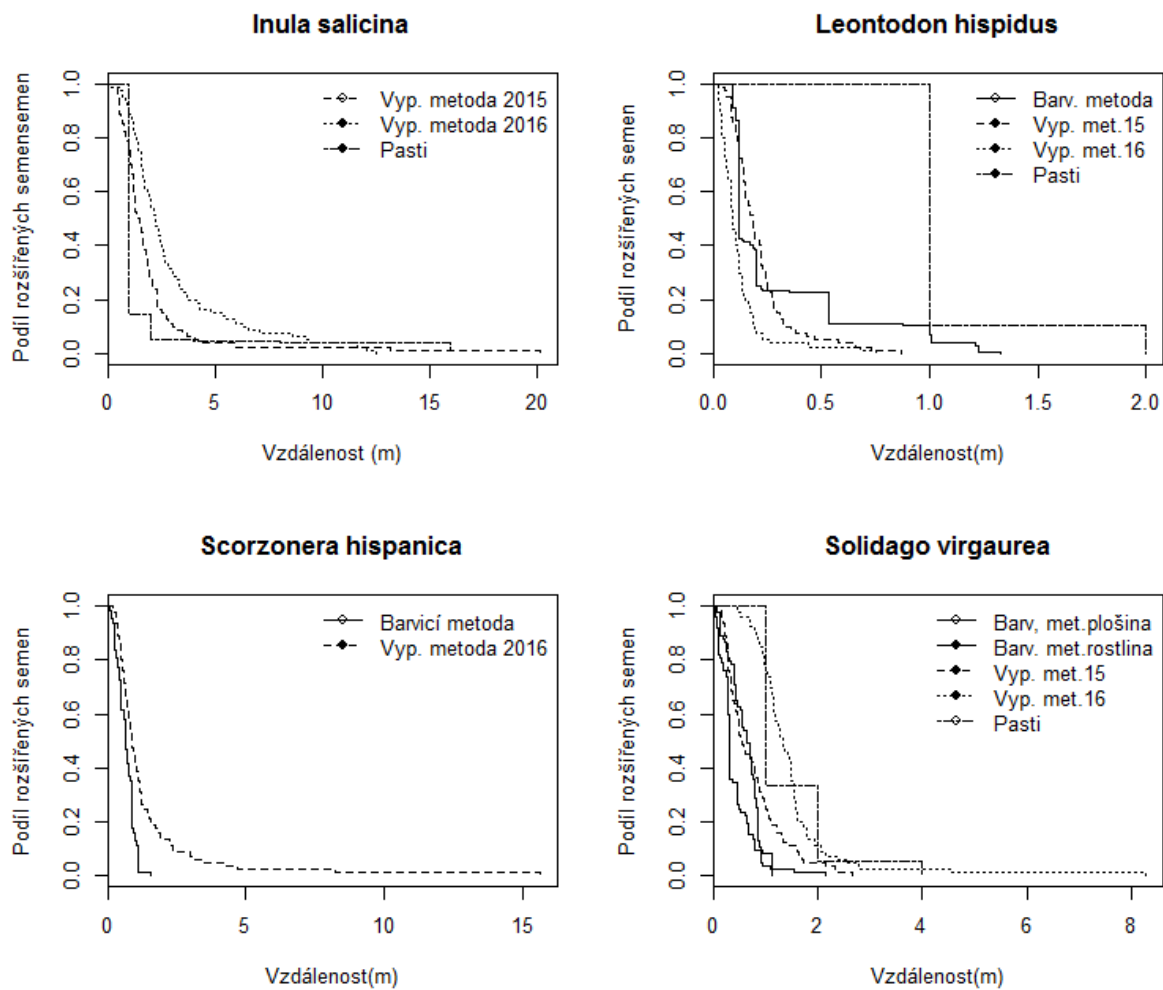 Inula salicina
Podíl rozšířených semensemen
1.0
0.8
0.6
0.4
0.2
0.0
Vyp. metoda 2015
Vyp. metoda 2016
Pasti
0 5 10 15 20
Vzdálenost (m)
Leontodon hispidus
Podíl rozšířených semen
1.0
0.8
0.6
0.4
0.2
0.0
Barv. metoda
Vyp. met.15
Vyp. met.16
Pasti
0.0 0.5 1.0 1.5 2.0
Vzdálenost(m)
Scorzonera hispanica
Podíl rozšířených semen
1.0
0.8
0.6
0.4
0.2
0.0
Barvicí metoda
Vyp. metoda 2016
0 5 10 15
Vzdálenost(m)
Solidago virgaurea
Podíl rozšířených semen
1.0
0.8
0.6
0.4
0.2
0.0
Barv, met.plošina
Barv. met.rostlina
Vyp. met.15
Vyp. met.16
Pasti
0 2 4 6 8
Vzdálenost(m)